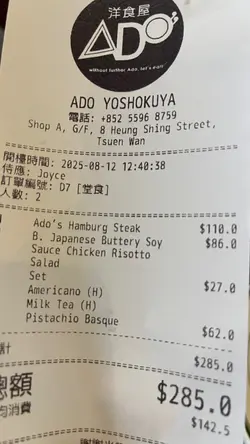 洋食屋
ADO's
without further Ado, let's eat!
ADO YOSHOKUYA
電話: +852 5596 8759
Shop A, G/F, 8 Heung Shing Street,
Tsuen Wan
開檯時間: 2025-08-12 12:40:38
侍應: Joyce
訂單編號: D7 [堂食]
人數: 2
Ado's Hamburg Steak $110.0
B. Japanese Buttery Soy $86.0
Sauce Chicken Risotto
Salad
Set $27.0
Americano (H)
Milk Tea (H)
Pistachio Basque $62.0
計 $285.0
總額 $285.0
均消費 $142.5